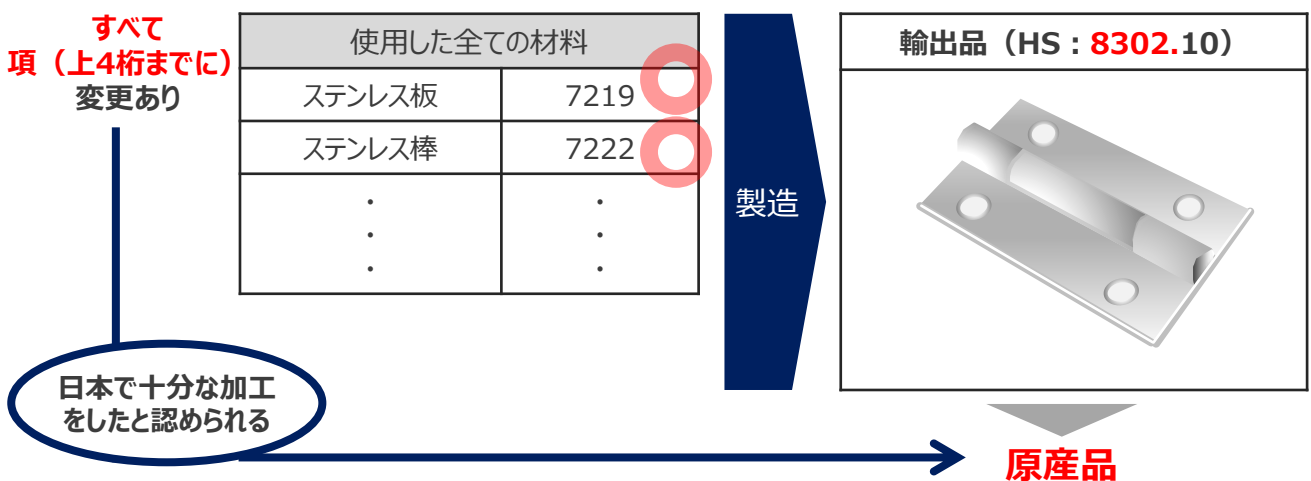 すべて
項（上4桁までに）
変更あり
使用した全ての材料
ステンレス板 7219
ステンレス棒 7222
・ ・
・ ・
・ ・
製造
輸出品（HS：8302.10）
日本で十分な加工
をしたと認められる
原産品